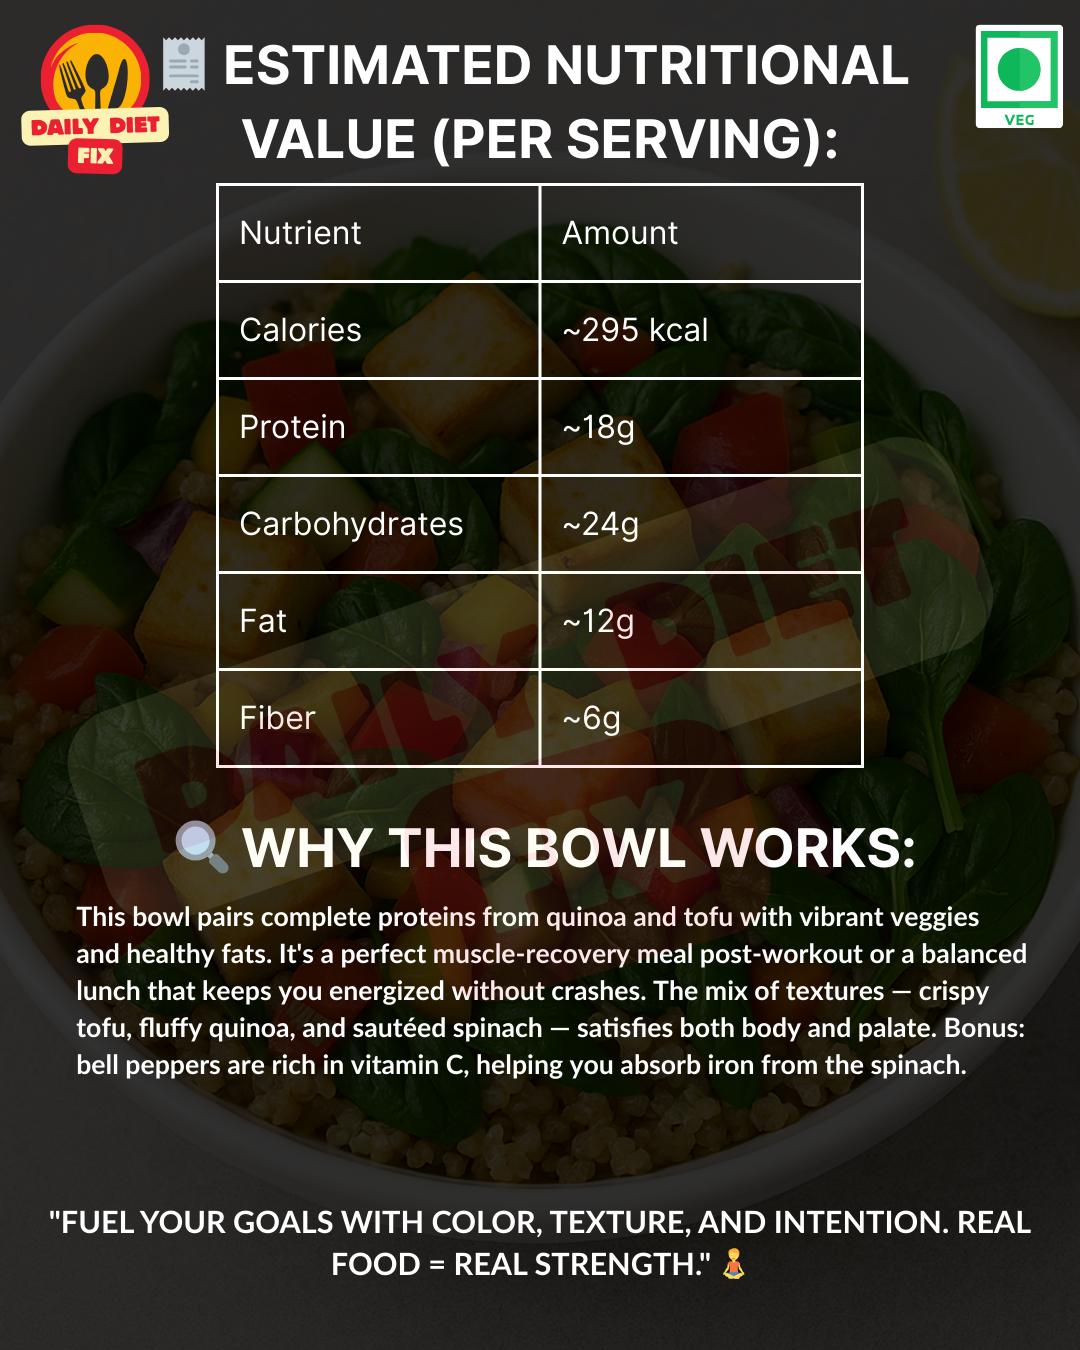 DAILY DIET
FIX
🧾 ESTIMATED NUTRITIONAL
VALUE (PER SERVING):
VEG
Nutrient Amount
Calories ~295 kcal
Protein ~18g
Carbohydrates ~24g
Fat ~12g
Fiber ~6g
DAILY DIET
FIX
🔍 WHY THIS BOWL WORKS:
This bowl pairs complete proteins from quinoa and tofu with vibrant veggies
and healthy fats. It's a perfect muscle-recovery meal post-workout or a balanced
lunch that keeps you energized without crashes. The mix of textures — crispy
tofu, fluffy quinoa, and sautéed spinach — satisfies both body and palate. Bonus:
bell peppers are rich in vitamin C, helping you absorb iron from the spinach.
"FUEL YOUR GOALS WITH COLOR, TEXTURE, AND INTENTION. REAL
FOOD = REAL STRENGTH." 🧘